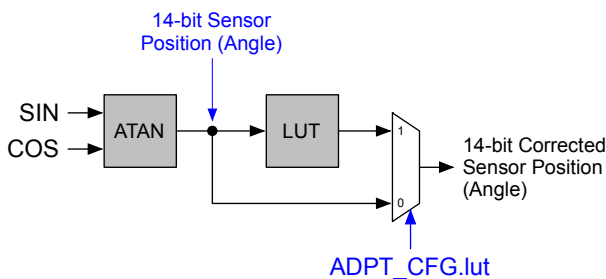 14-bit Sensor
Position (Angle)
SIN
COS
ATAN
LUT
1
0
14-bit Corrected
Sensor Position
(Angle)
ADPT_CFG.lut